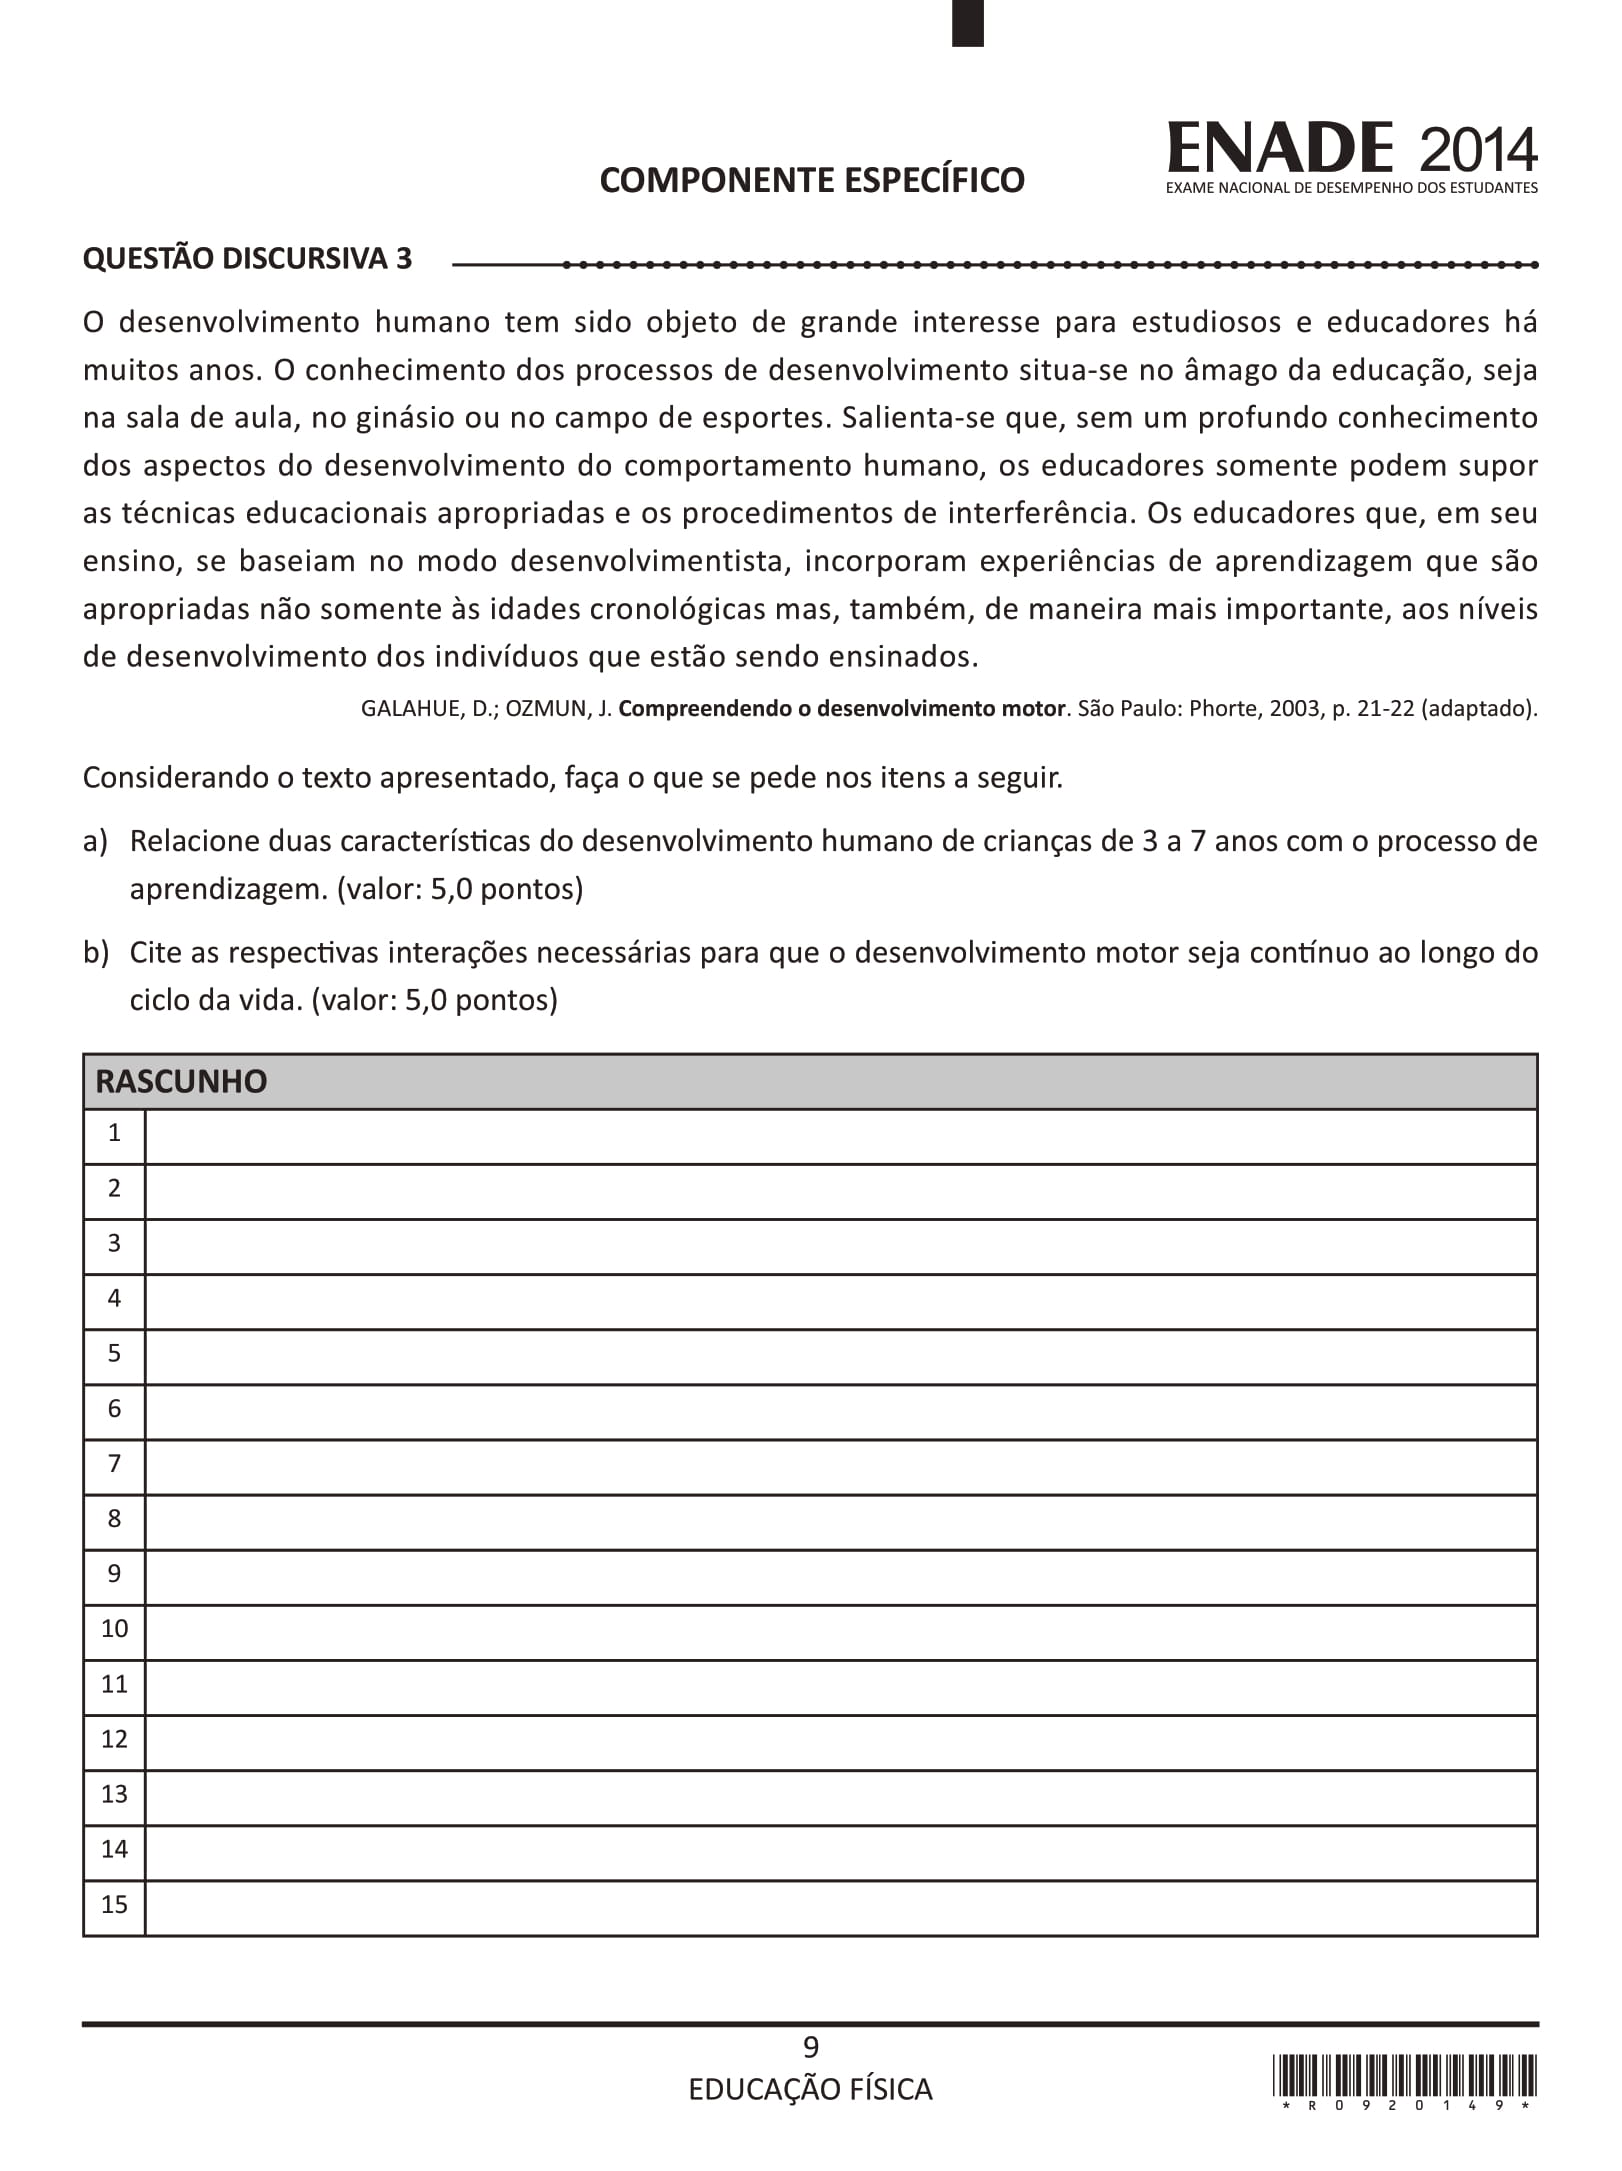 ENADE 2014
EXAME NACIONAL DE DESEMPENHO DOS ESTUDANTES
COMPONENTE ESPECÍFICO
QUESTÃO DISCURSIVA 3
O desenvolvimento humano tem sido objeto de grande interesse para estudiosos e educadores há
muitos anos. O conhecimento dos processos de desenvolvimento situa-se no âmago da educação, seja
na sala de aula, no ginásio ou no campo de esportes. Salienta-se que, sem um profundo conhecimento
dos aspectos do desenvolvimento do comportamento humano, os educadores somente podem supor
as técnicas educacionais apropriadas e os procedimentos de interferência. Os educadores que, em seu
ensino, se baseiam no modo desenvolvimentista, incorporam experiências de aprendizagem que são
apropriadas não somente às idades cronológicas mas, também, de maneira mais importante, aos níveis
de desenvolvimento dos indivíduos que estão sendo ensinados.
GALAHUE, D.; OZMUN, J. Compreendendo o desenvolvimento motor. São Paulo: Phorte, 2003, p. 21-22 (adaptado).
Considerando o texto apresentado, faça o que se pede nos itens a seguir.
a) Relacione duas características do desenvolvimento humano de crianças de 3 a 7 anos com o processo de
aprendizagem. (valor: 5,0 pontos)
b) Cite as respectivas interações necessárias para que o desenvolvimento motor seja contínuo ao longo do
ciclo da vida. (valor: 5,0 pontos)
RASCUNHO
1
2
3
4
5
6
7
8
9
10
11
12
13
14
15
9
EDUCAÇÃO FÍSICA
* R 0 9 2 0 1 4 9 *